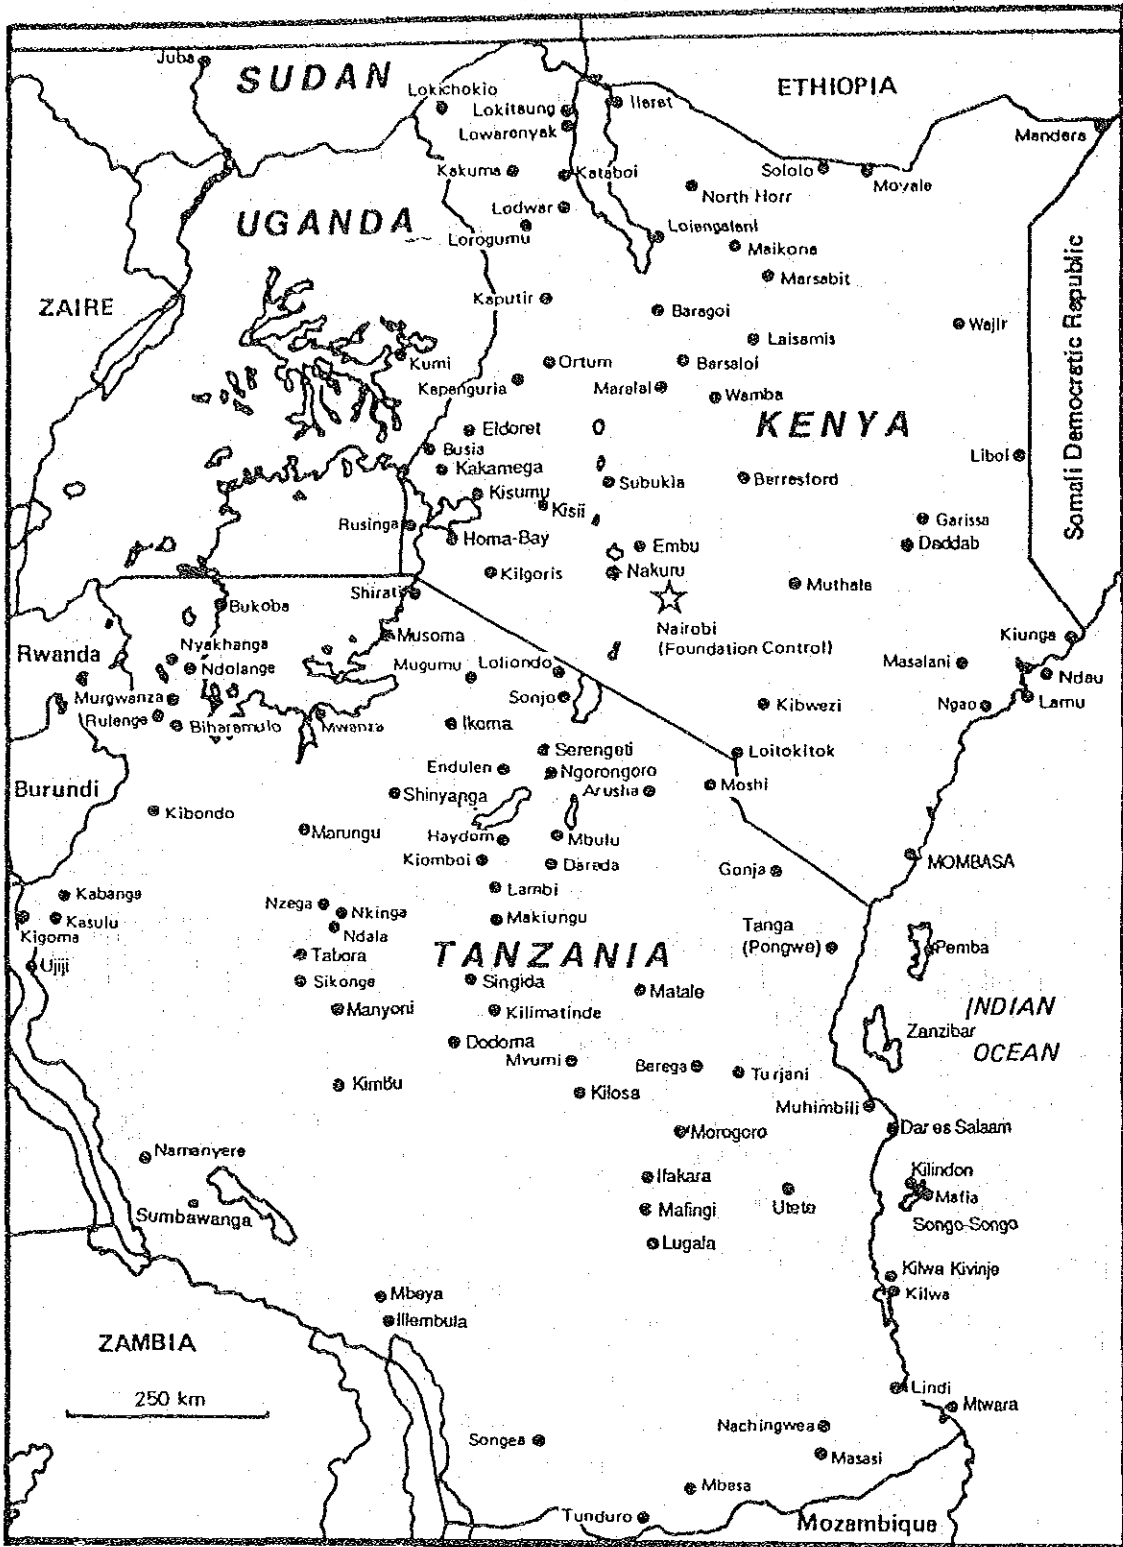 Juba
SUDAN
ETHIOPIA
Lokichokio
Lokitaung
Ileret
Lowarenyak
Mandera
Kakuma
Kataboi
Sololo
Moyale
North Horr
Lodwar
UGANDA
Lorogumu
Loiengalani
Maikona
Marsabit
ZAIRE
Kaputir
Baragoi
Wajir
Laisamis
Kumi
Ortum
Barsaloi
Kapenguria
Maralal
Wamba
KENYA
Somali Democratic Republic
Eldoret
Busia
Libol
Kakamega
Subukia
Berresford
Kisumu
Kisii
Garissa
Rusinga
Homa-Bay
Embu
Daddab
Kilgoris
Nakuru
Muthale
Shirati
Bukoba
Nairobi
(Foundation Control)
Kiunga
Musoma
Rwanda
Nyakhanga
Ndolange
Mugumu
Loliondo
Masalani
Ndau
Murgwanza
Sonjo
Kibwezi
Ngao
Lamu
Rulenge
Biharamulo
Mwanza
Ikoma
Serengeti
Loitokitok
Endulen
Ngorongoro
Burundi
Shinyanga
Arusha
Moshi
Kibondo
Marungu
Haydom
Mbulu
Kiomboi
Dareda
MOMBASA
Gonja
Kabanga
Lambi
Nzega
Nkinga
Kasulu
Makiungu
Kigoma
Ndala
Tanga
(Pongwe)
Pemba
Ujiji
Tabora
TANZANIA
Sikonge
Singida
Matale
INDIAN
OCEAN
Manyoni
Kilimatinde
Zanzibar
Dodoma
Mvumi
Berega
Turjani
Kimbu
Kilosa
Muhimbili
Dar es Salaam
Morogoro
Namanyere
Ifakara
Kilindon
Utete
Mafia
Sumbawanga
Mafingi
Songo-Songo
Lugala
Kilwa Kivinje
Kilwa
Mbeya
Illembula
ZAMBIA
250 km
Lindi
Mtwara
Nachingwea
Songea
Masasi
Mbesa
Tunduro
Mozambique